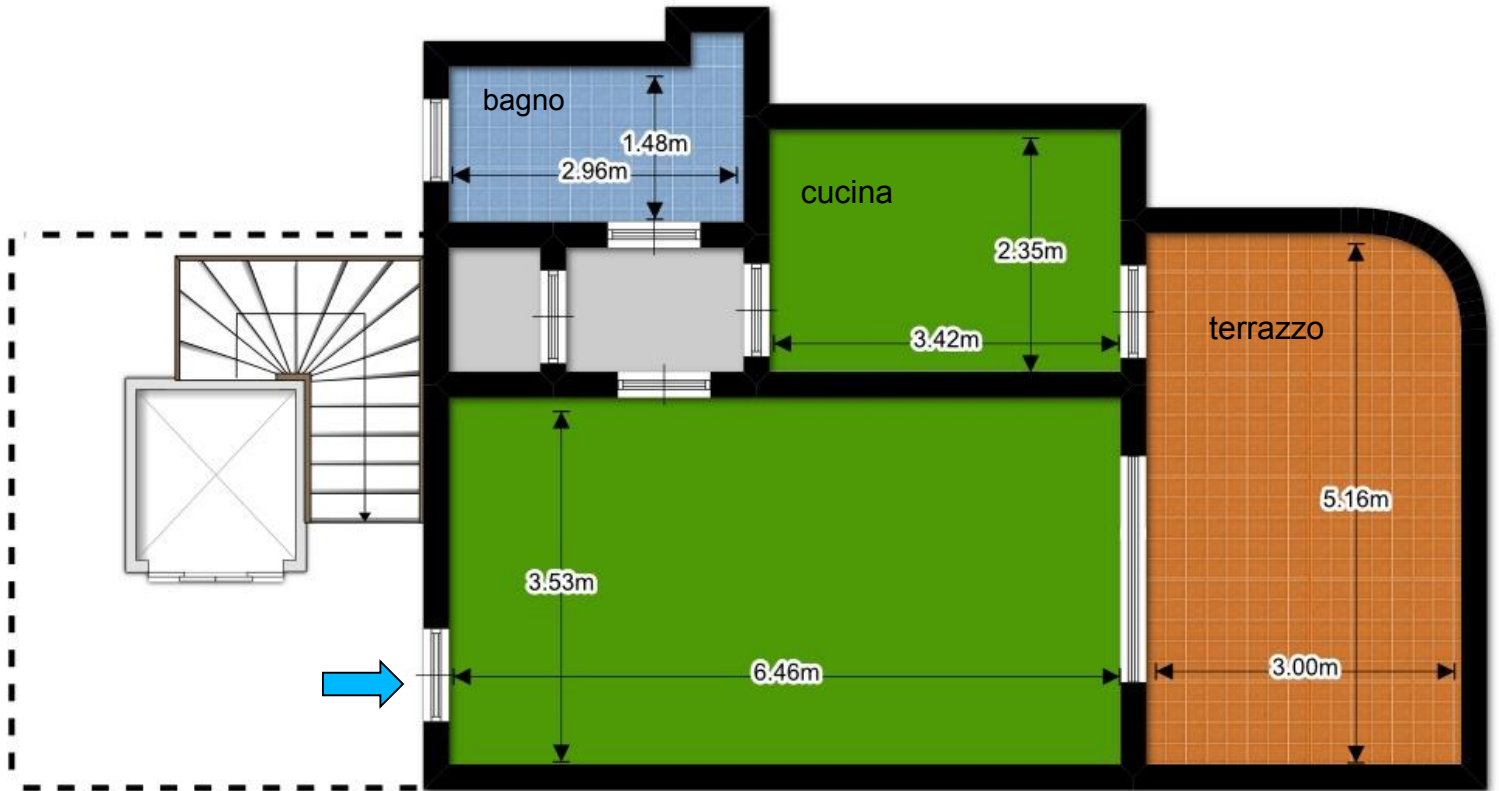 bagno
1.48m
2.96m
cucina
2.35m
3.42m
terrazzo
5.16m
3.53m
6.46m
3.00m